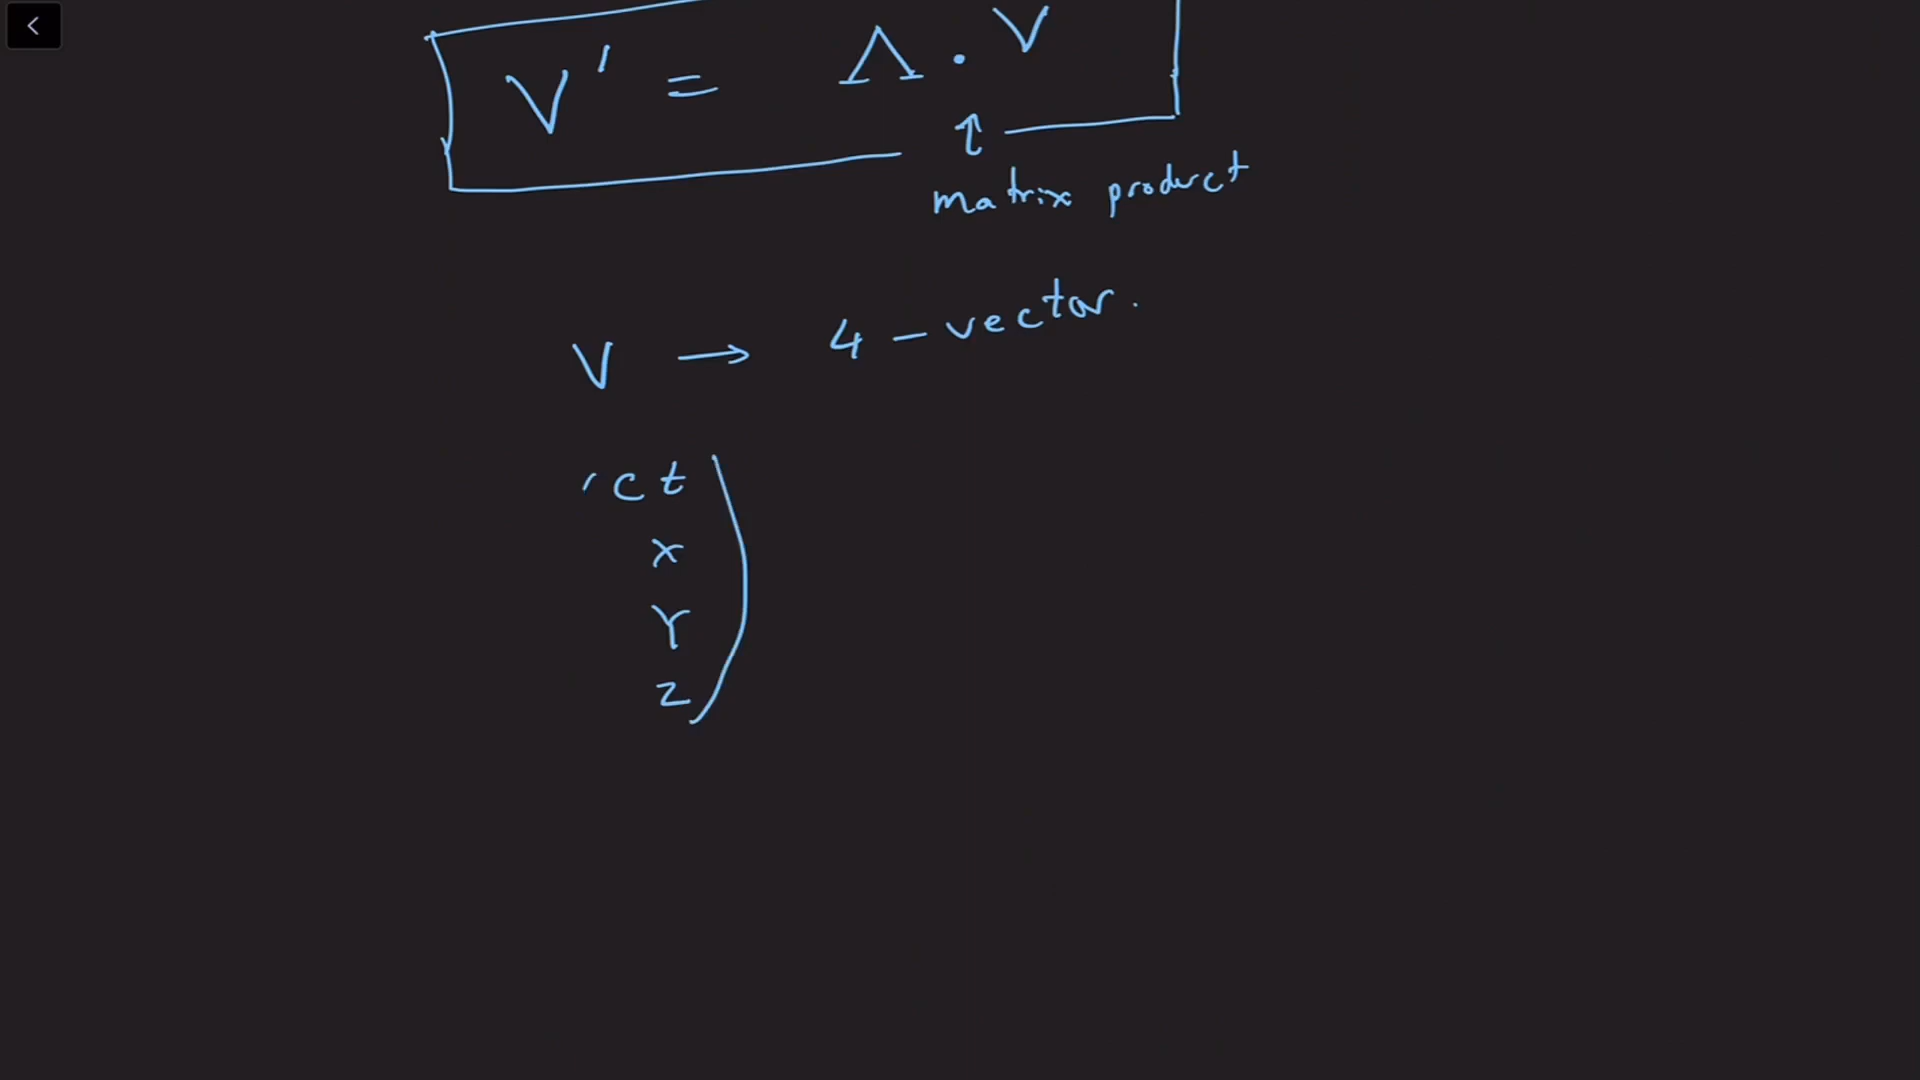 V' = Λ · V
↑
matrix product
V → 4 - vector.
ct
x
Y
z